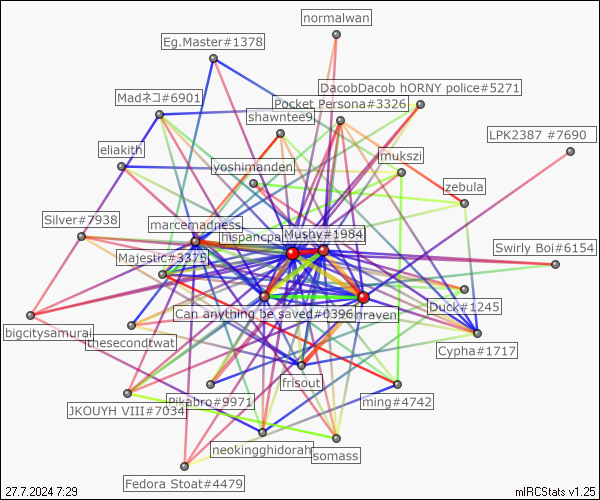 normalwan
Eg.Master#1378
DacobDacob hORNY police#5271
Madネコ#6901
Pocket Persona#3326
shawntee9
LPK2387 #7690
eliakith
mukszi
yoshimanden
zebula
Silver#7938
marcemadness
hispancpa
Mushy#1984
Swirly Boi#6154
Majestic#3375
Duck#1245
Can anything be saved#0396
nraven
bigcitysamurai
thesecondtwat
Cypha#1717
frisout
JKOUYH VIII#7034
Pikabro#9971
ming#4742
neokingghidorah
somass
Fedora Stoat#4479
27.7.2024 7:29
mIRCStats v1.25